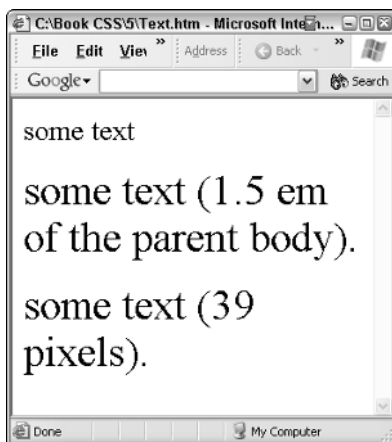 C:\Book CSS\5\Text.htm - Microsoft Inte
File Edit View » Address Back »
Google Search
some text
some text (1.5 em
of the parent body).
some text (39
pixels).
Done My Computer